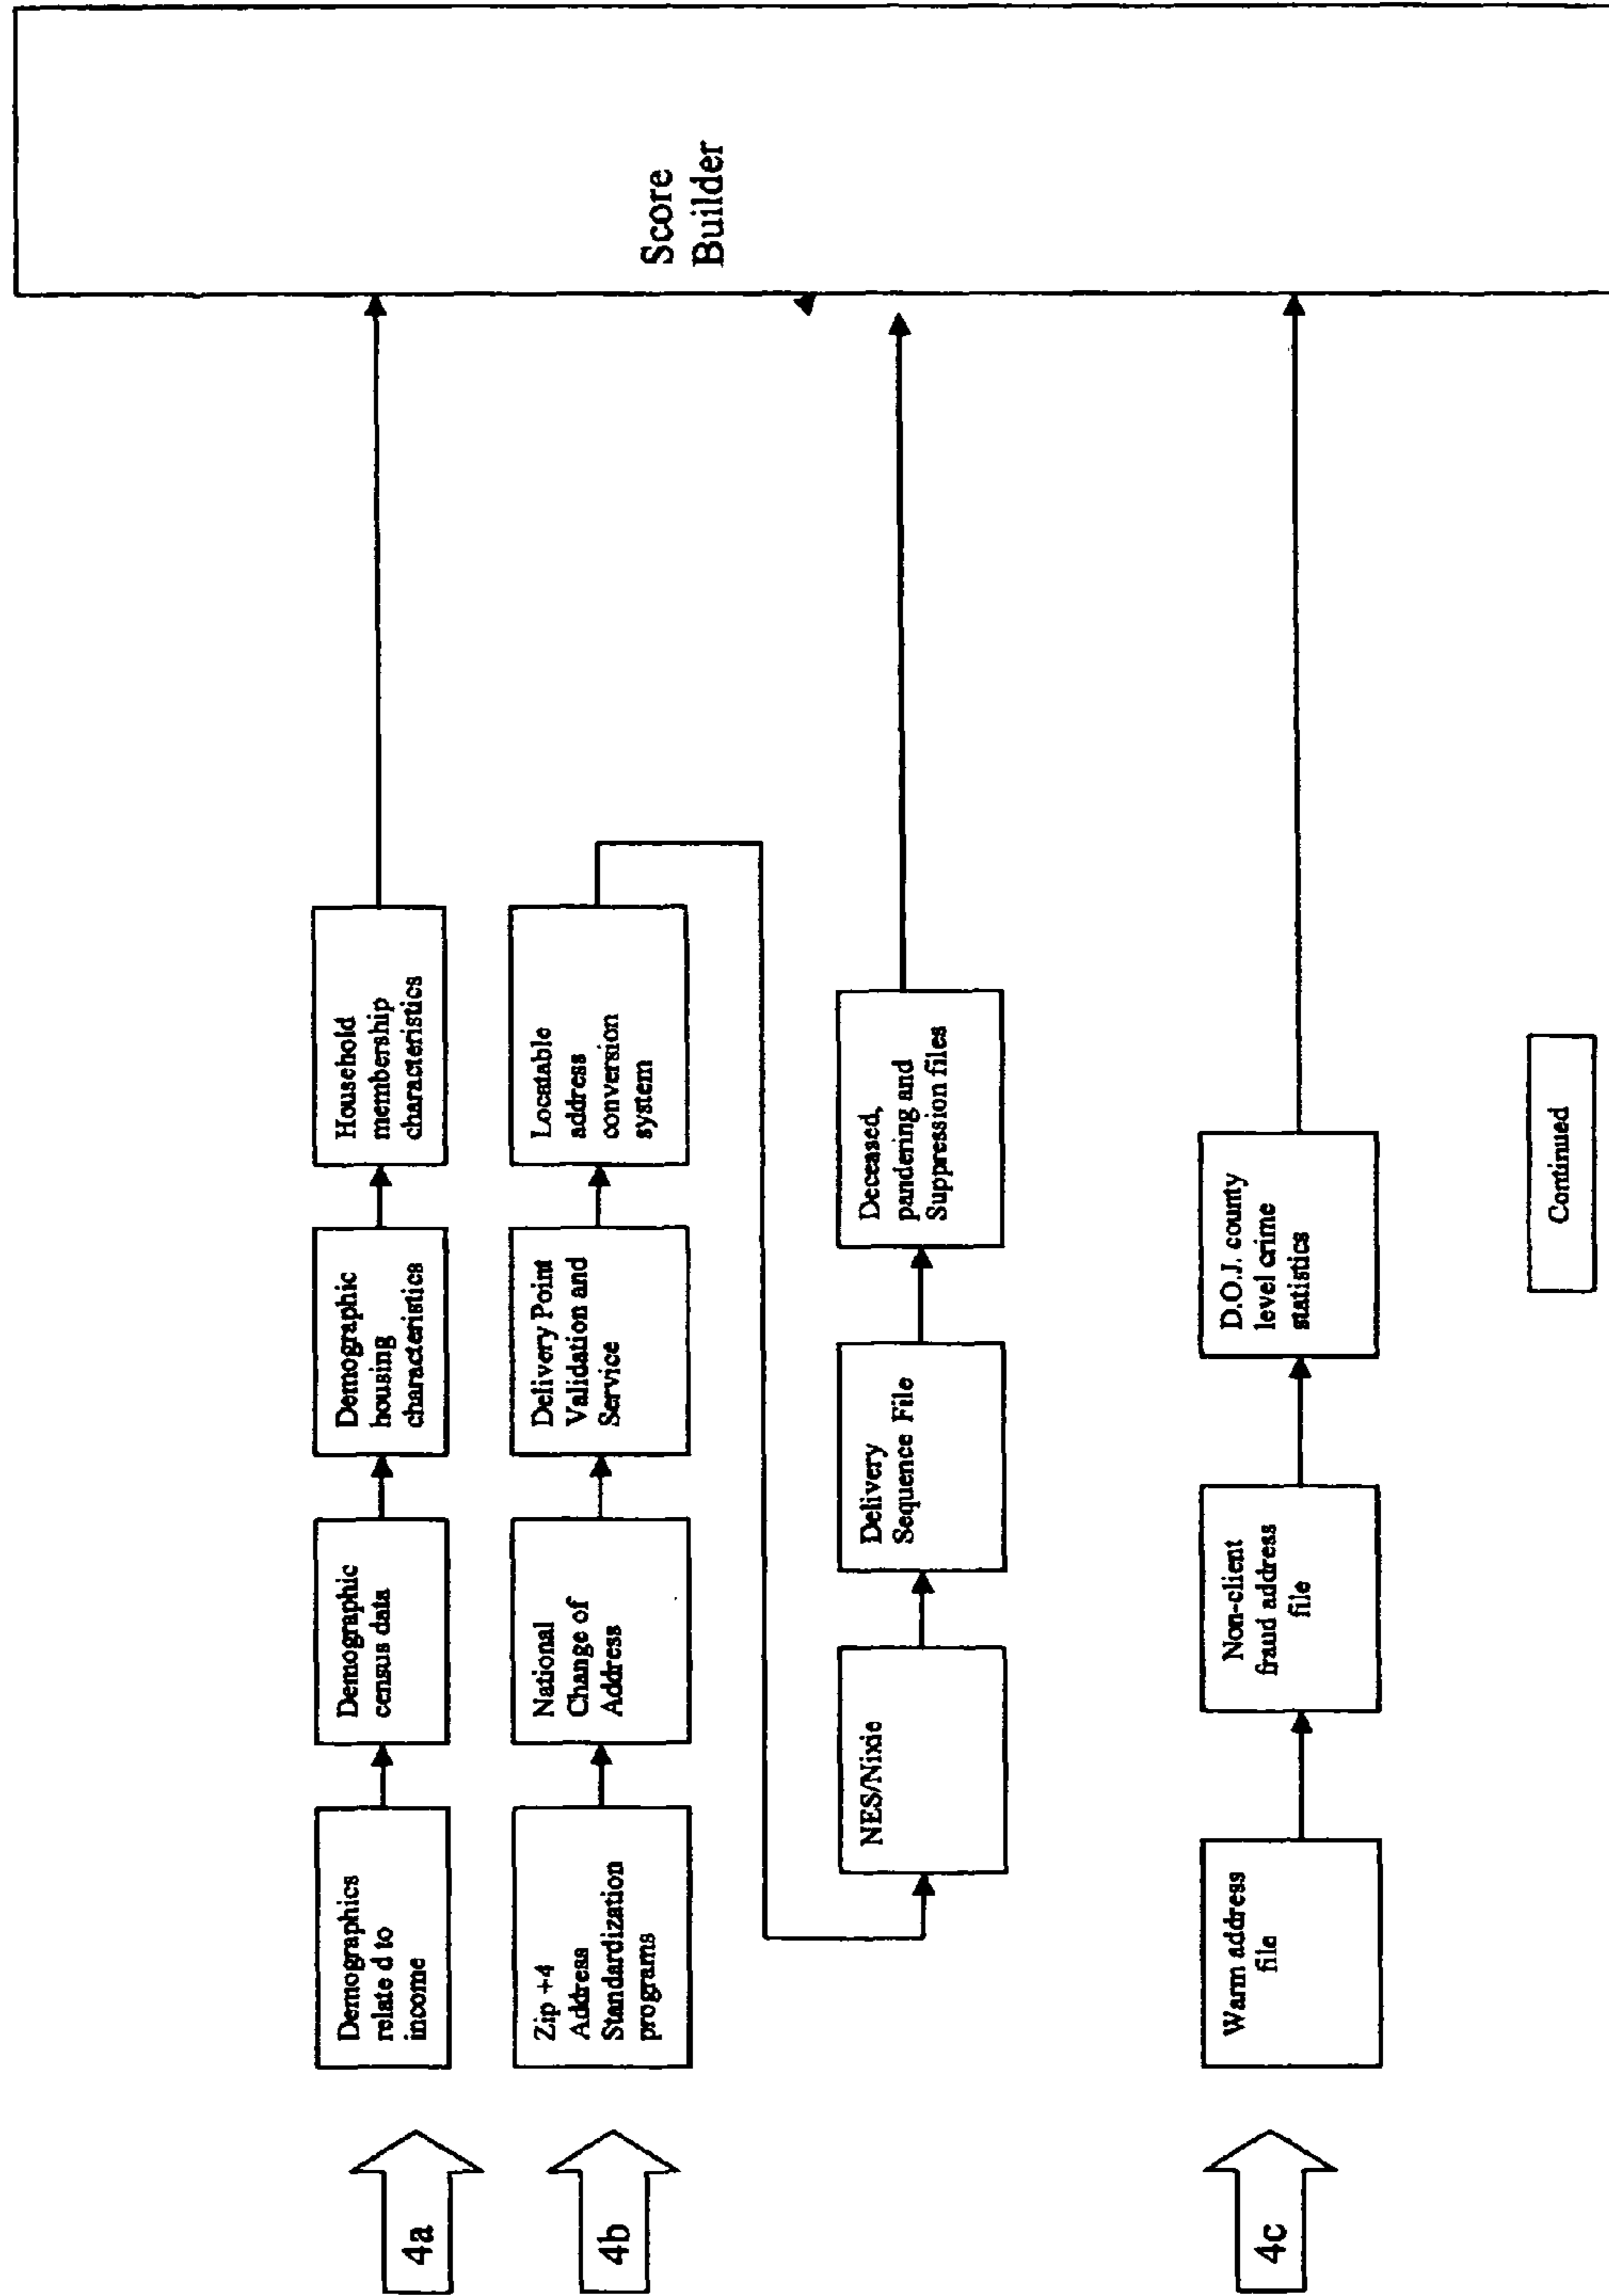 4a
Demographics
relate d to
income
Demographic
census data
Demographic
housing
characteristics
Household
membership
characteristics
4b
Zip +4
Address
Standardization
programs
National
Change of
Address
Delivery Point
Validation and
Service
Locatable
address
conversion
system
NES/Nixie
Delivery
Sequence File
Deceased,
pandering and
Suppression files
4c
Warm address
file
Non-client
fraud address
file
D.O.J. county
level crime
statistics
Score
Builder
Continued